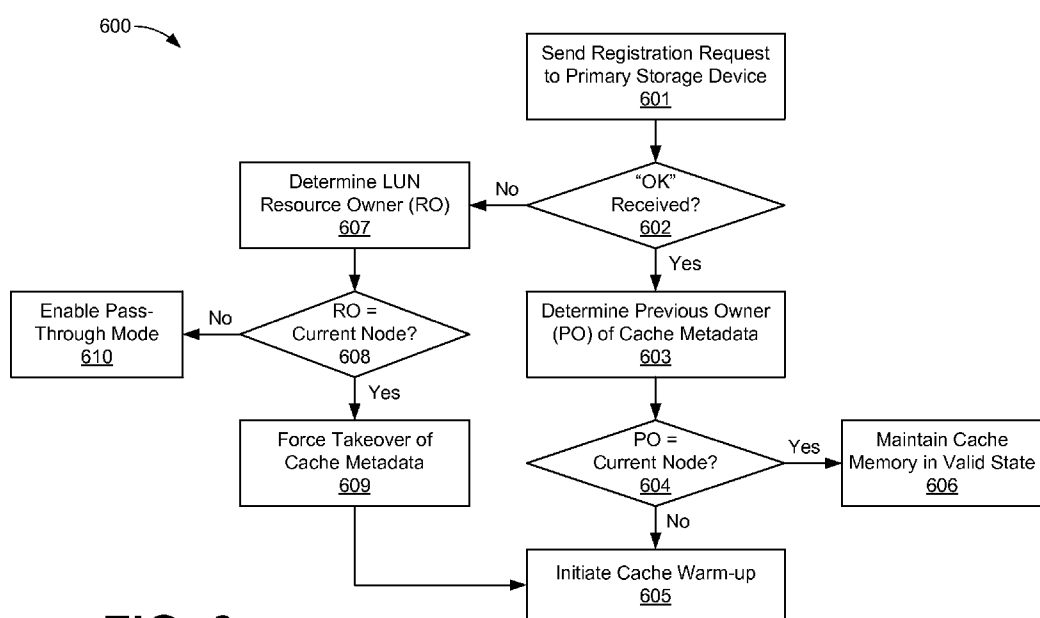 600
Send Registration Request
to Primary Storage Device
601
"OK"
Received?
602
No
Yes
Determine LUN
Resource Owner (RO)
607
RO =
Current Node?
608
No
Yes
Enable Pass-
Through Mode
610
Determine Previous Owner
(PO) of Cache Metadata
603
Force Takeover of
Cache Metadata
609
PO =
Current Node?
604
Yes
No
Maintain Cache
Memory in Valid State
606
Initiate Cache Warm-up
605